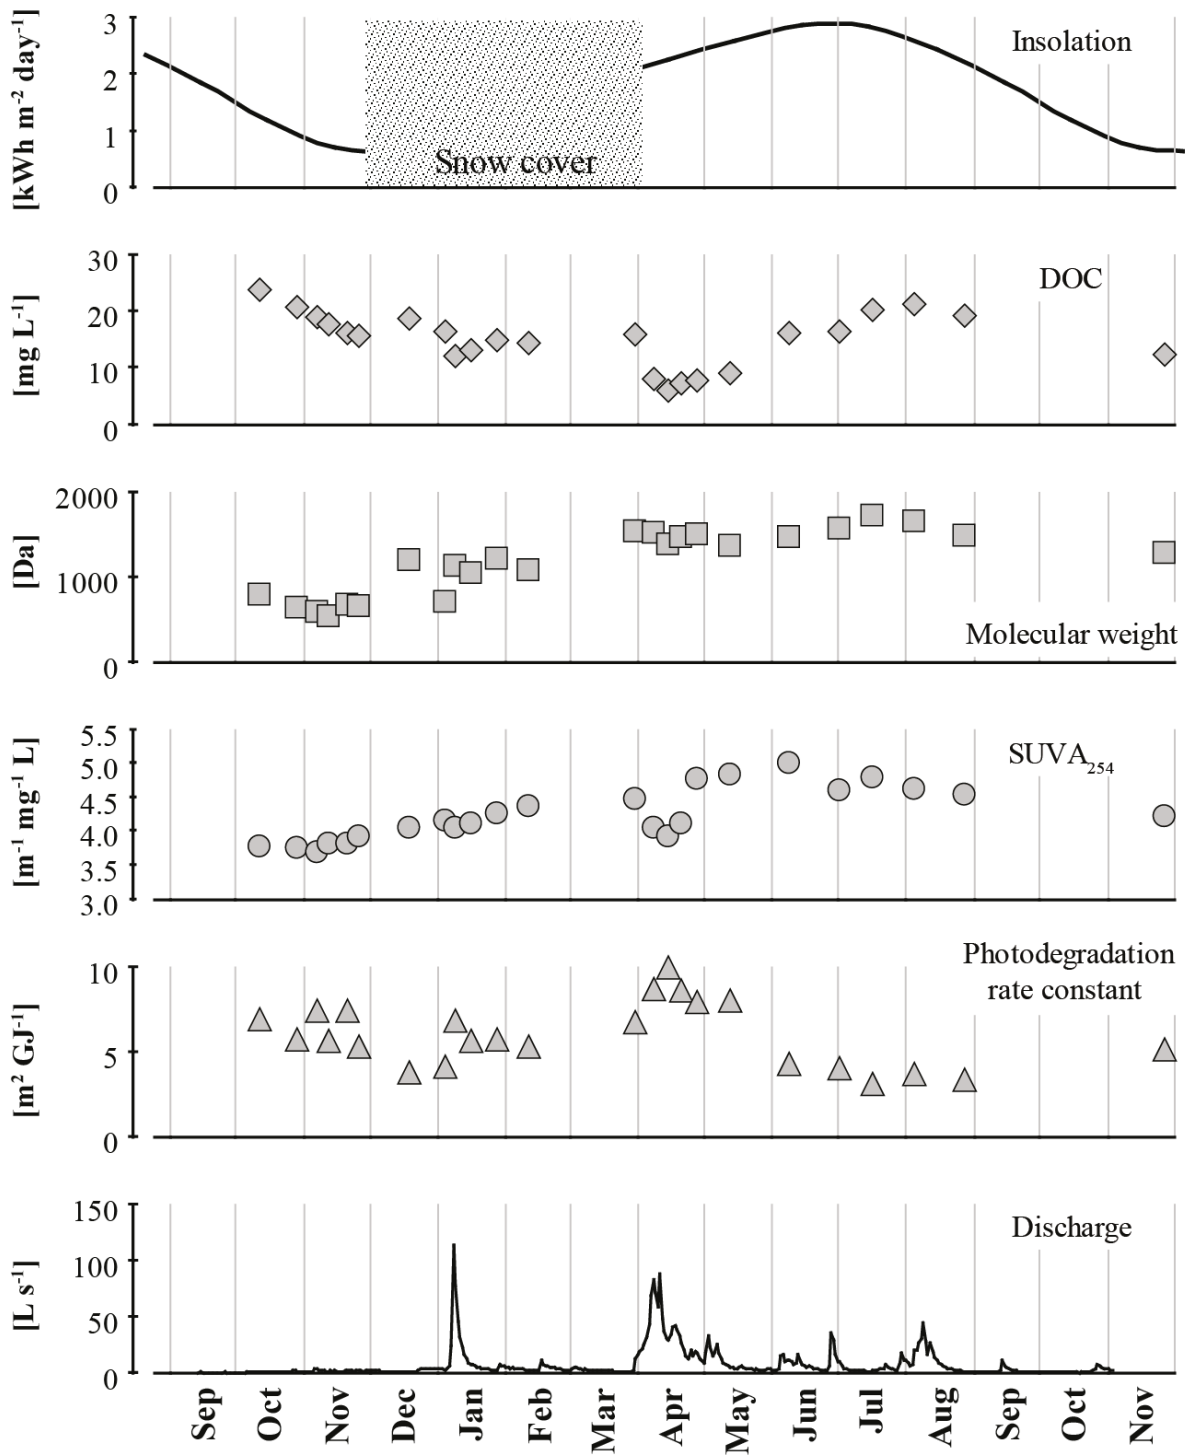 [kWh m⁻² day⁻¹]
3
2
1
0
Insolation
Snow cover
[mg L⁻¹]
30
20
10
0
DOC
[Da]
2000
1000
0
Molecular weight
[m⁻¹ mg⁻¹ L]
5.5
5.0
4.5
4.0
3.5
3.0
SUVA₂₅₄
[m² GJ⁻¹]
10
5
0
Photodegradation
rate constant
[L s⁻¹]
150
100
50
0
Discharge
Sep Oct Nov Dec Jan Feb Mar Apr May Jun Jul Aug Sep Oct Nov